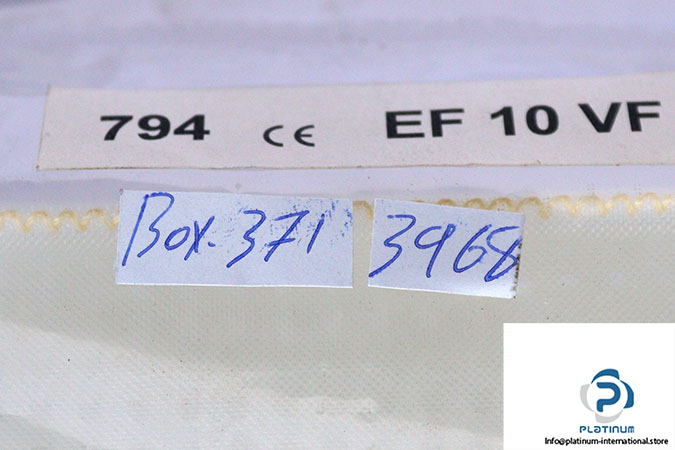 794 CE EF 10 VF
Box. 371 3968
PLATINUM
Info@platinum-international.store